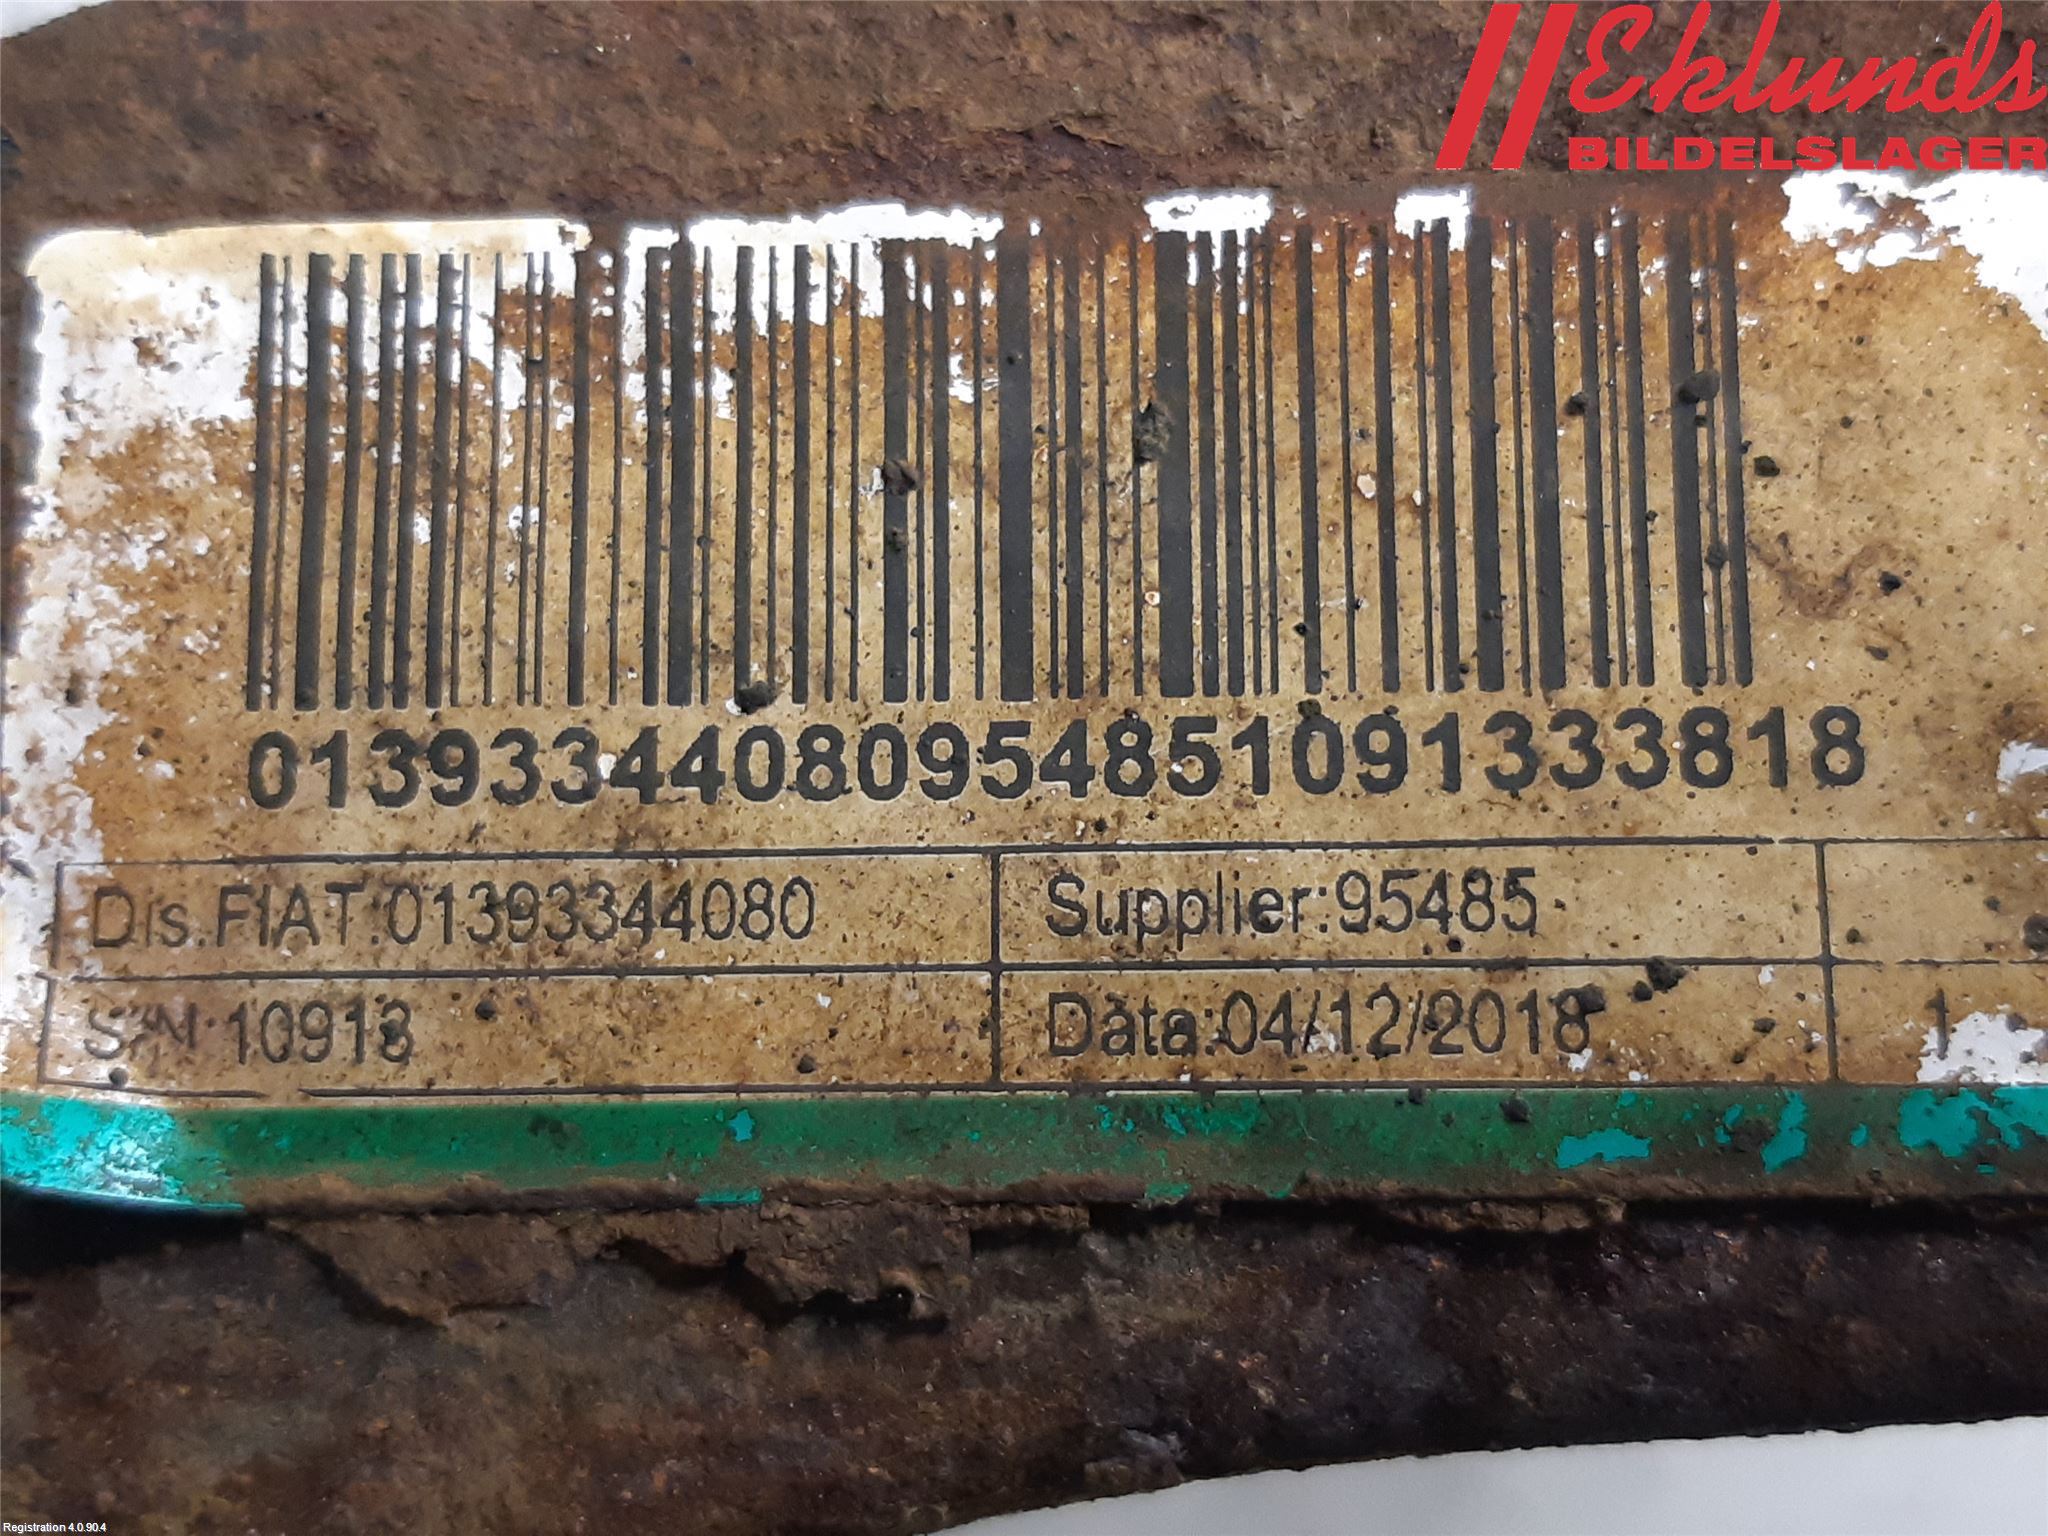 Eklunds
BILDELSLAGER
01393344080954851091333818
Dis.FIAT:01393344080
Supplier:95485
S/N:10913
Data:04/12/2018
1
Registration 4.0.90.4